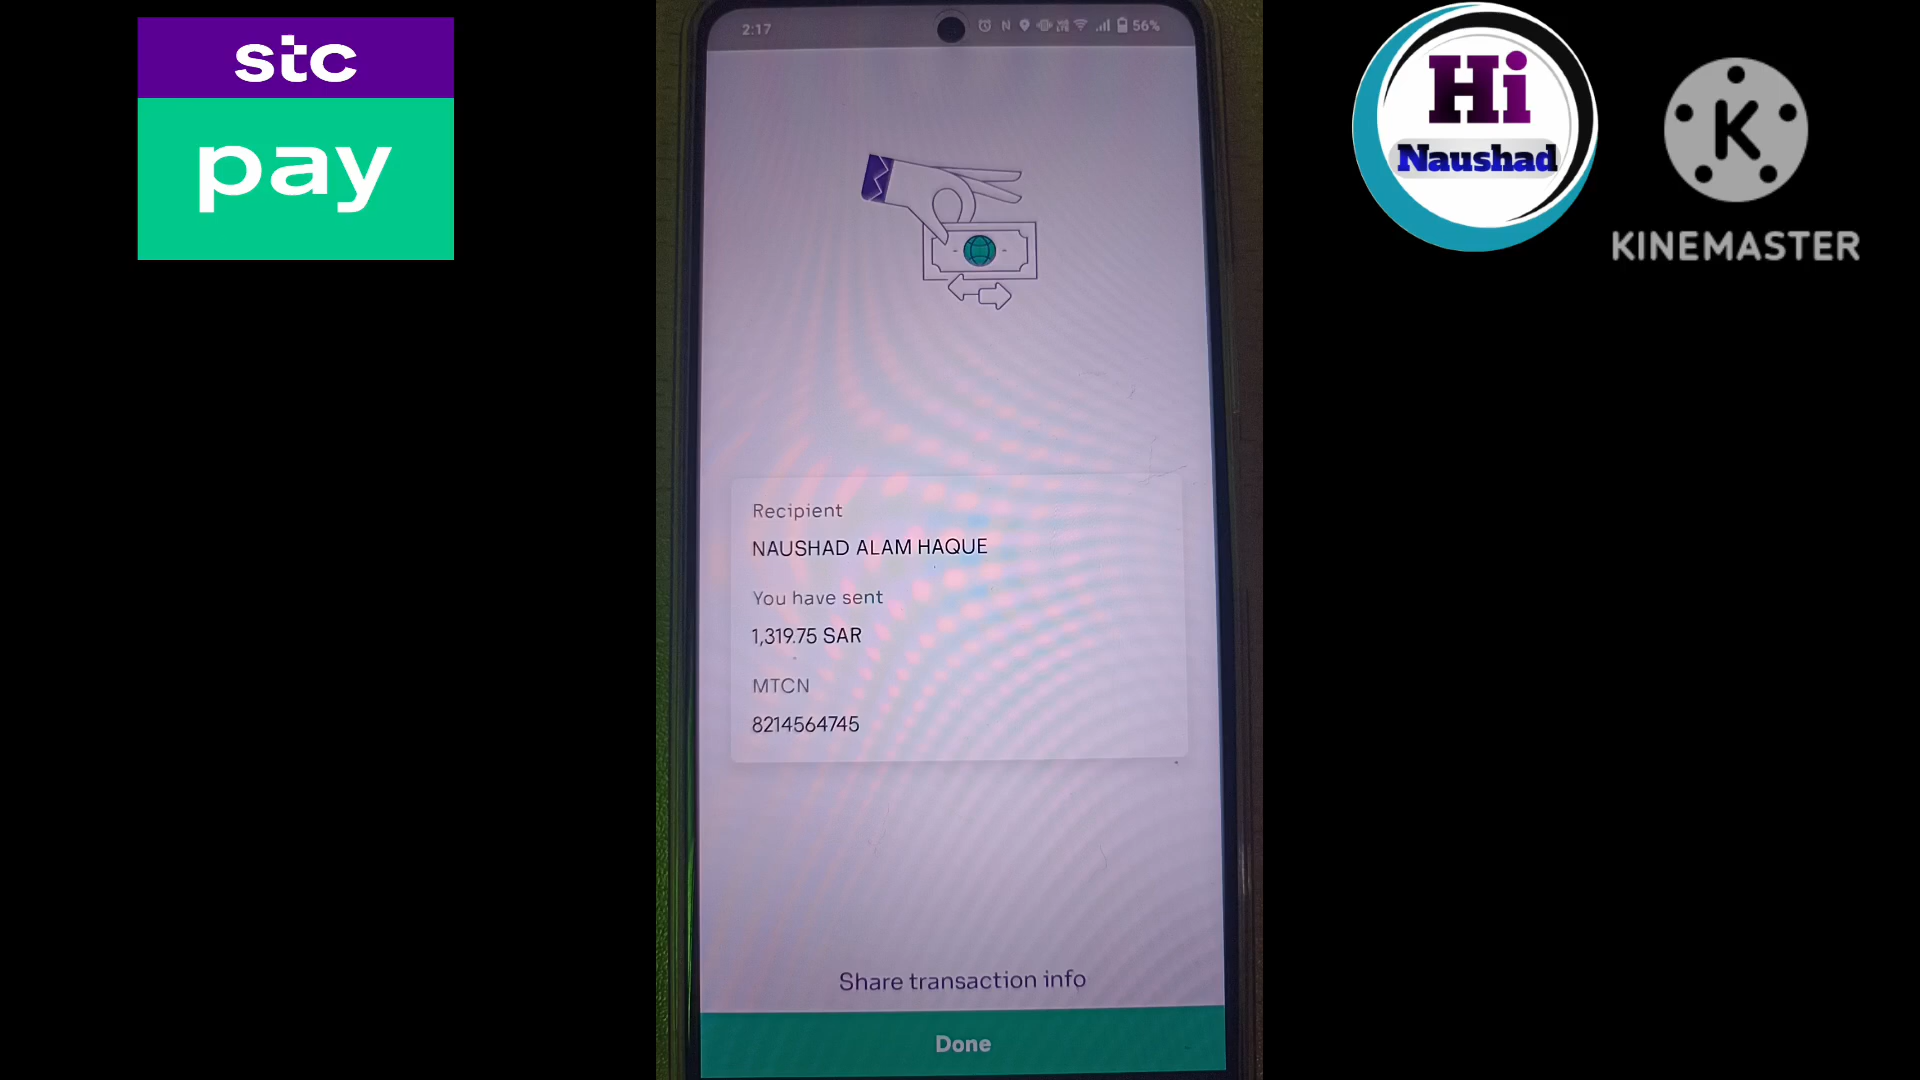 stc
pay
2:17
56%
Recipient
NAUSHAD ALAM HAQUE
You have sent
1,319.75 SAR
MTCN
8214564745
Share transaction info
Done
Hi
Naushad
K
KINEMASTER